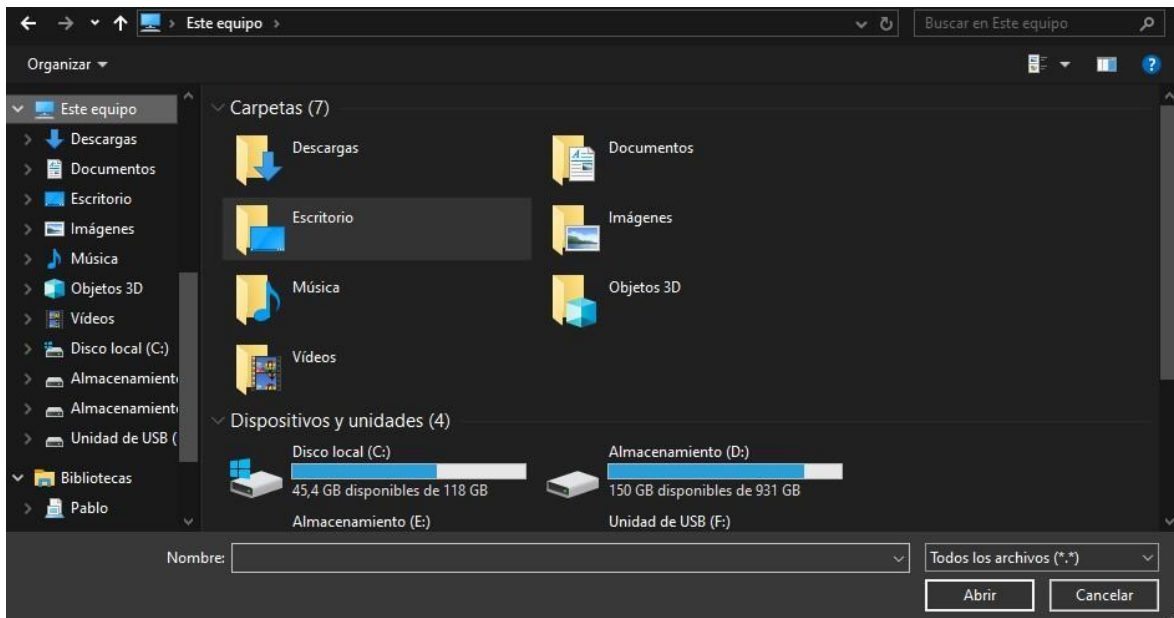 Este equipo
Buscar en Este equipo
Organizar
Este equipo
Descargas
Documentos
Escritorio
Imágenes
Música
Objetos 3D
Vídeos
Disco local (C:)
Almacenamient
Almacenamient
Unidad de USB (
Bibliotecas
Pablo
Carpetas (7)
Descargas
Documentos
Escritorio
Imágenes
Música
Objetos 3D
Vídeos
Dispositivos y unidades (4)
Disco local (C:)
45,4 GB disponibles de 118 GB
Almacenamiento (D:)
150 GB disponibles de 931 GB
Almacenamiento (E:)
Unidad de USB (F:)
Nombre:
Todos los archivos (*.*)
Abrir
Cancelar